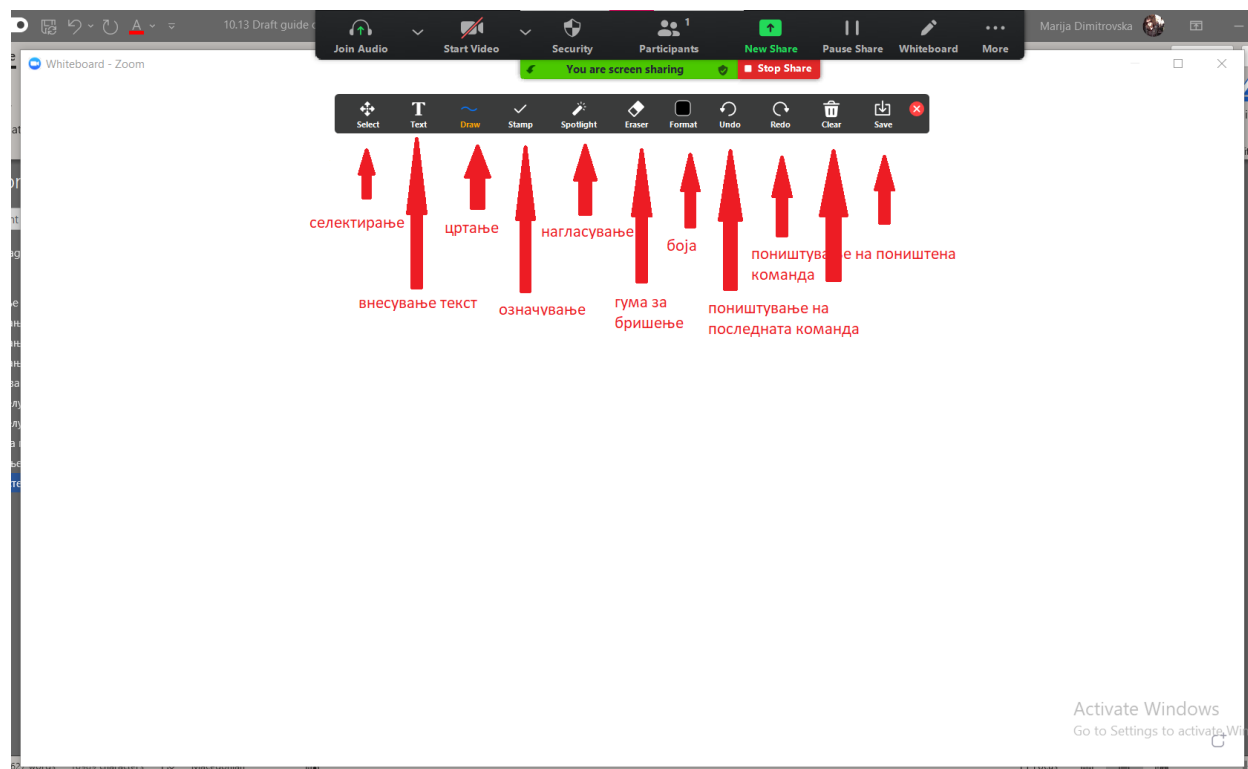 10.13 Draft guide
Marija Dimitrovska
Join Audio
Start Video
Security
Participants
1
New Share
Pause Share
Whiteboard
More
Whiteboard - Zoom
You are screen sharing
Stop Share
Select
Text
Draw
Stamp
Spotlight
Eraser
Format
Undo
Redo
Clear
Save
селектирање
цртање
нагласување
боја
поништување на поништена
команда
внесување текст
означување
гума за
бришење
поништување на
последната команда
Activate Windows
Go to Settings to activate